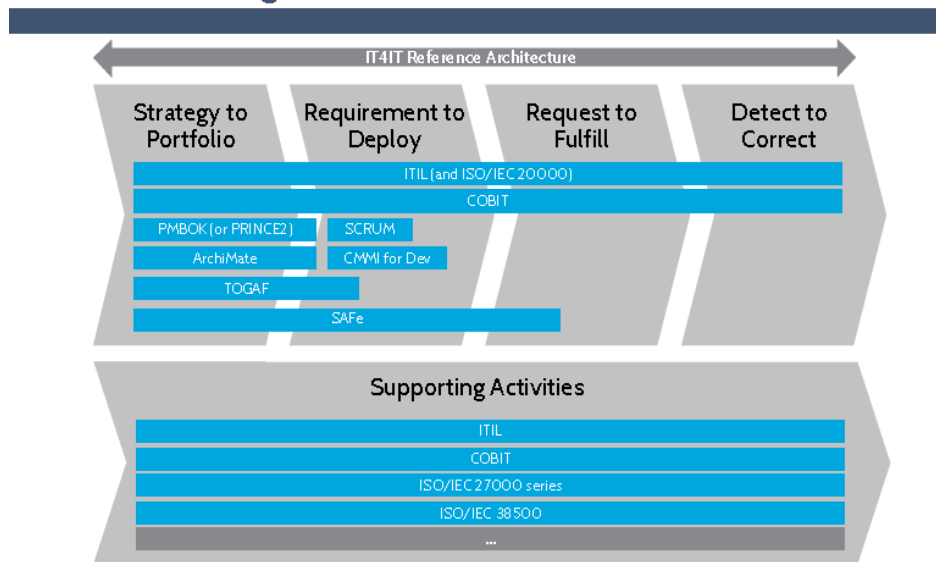 IT4IT Reference Architecture
Strategy to
Portfolio
Requirement to
Deploy
Request to
Fulfill
Detect to
Correct
ITIL (and ISO/IEC 20000)
COBIT
PMBOK (or PRINCE2)
SCRUM
ArchiMate
CMMI for Dev
TOGAF
SAFe
Supporting Activities
ITIL
COBIT
ISO/IEC 27000 series
ISO/IEC 38500
...